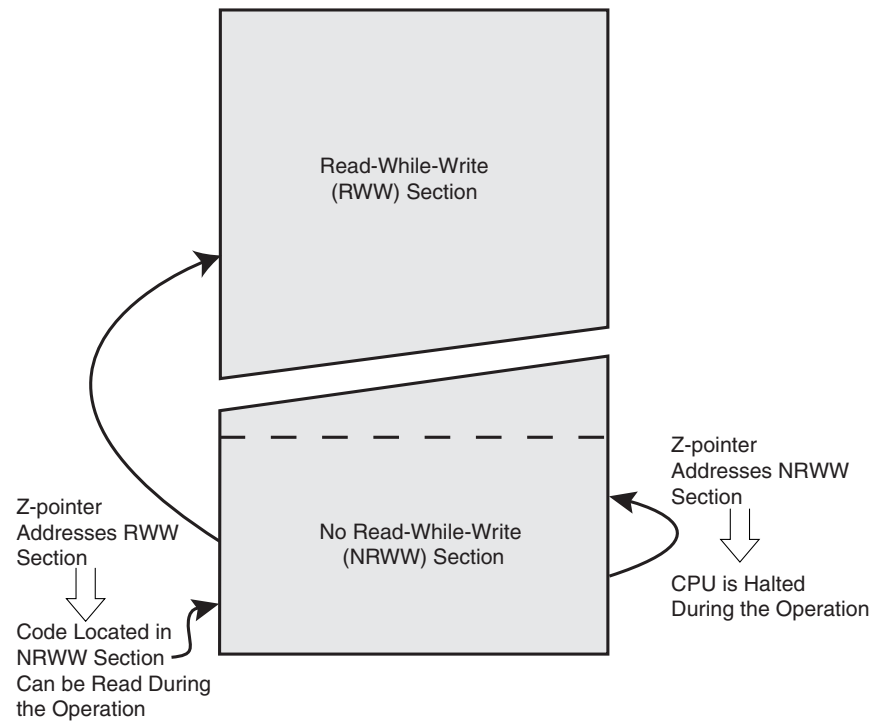 Read-While-Write
(RWW) Section
Z-pointer
Addresses NRWW
Section
CPU is Halted
During the Operation
No Read-While-Write
(NRWW) Section
Z-pointer
Addresses RWW
Section
Code Located in
NRWW Section
Can be Read During
the Operation